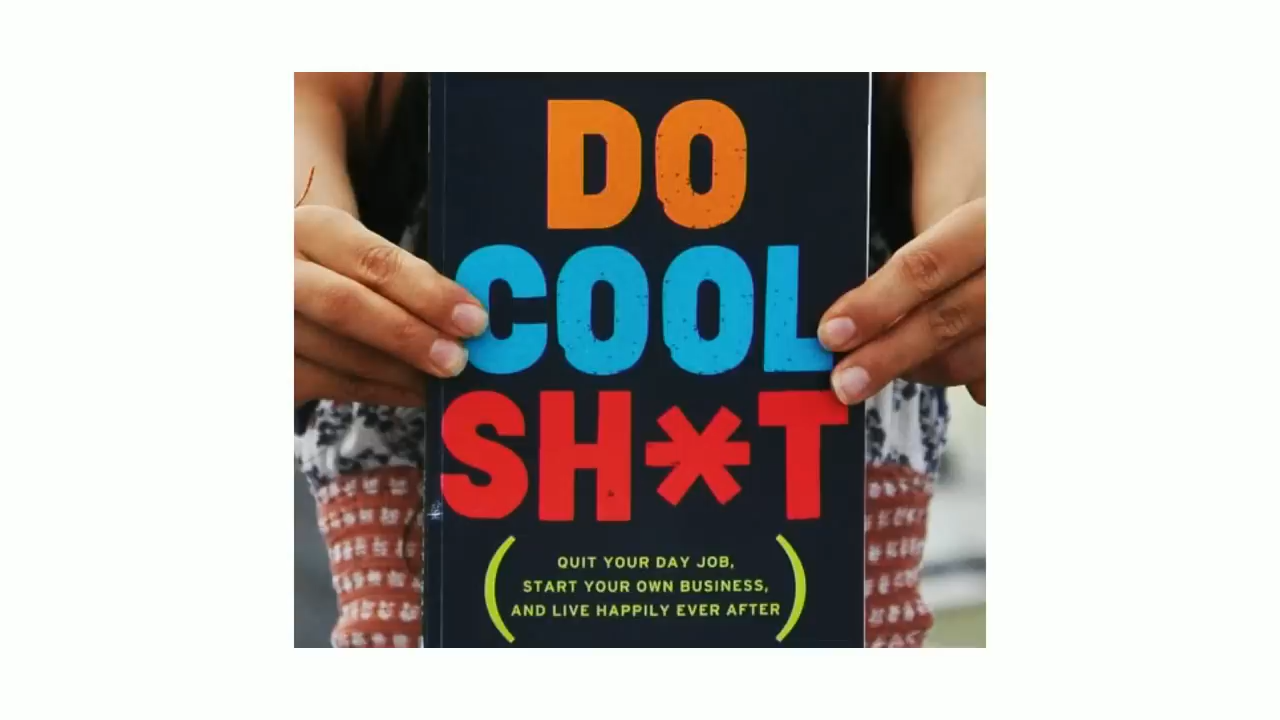 DO
COOL
SH*T
QUIT YOUR DAY JOB,
START YOUR OWN BUSINESS,
AND LIVE HAPPILY EVER AFTER